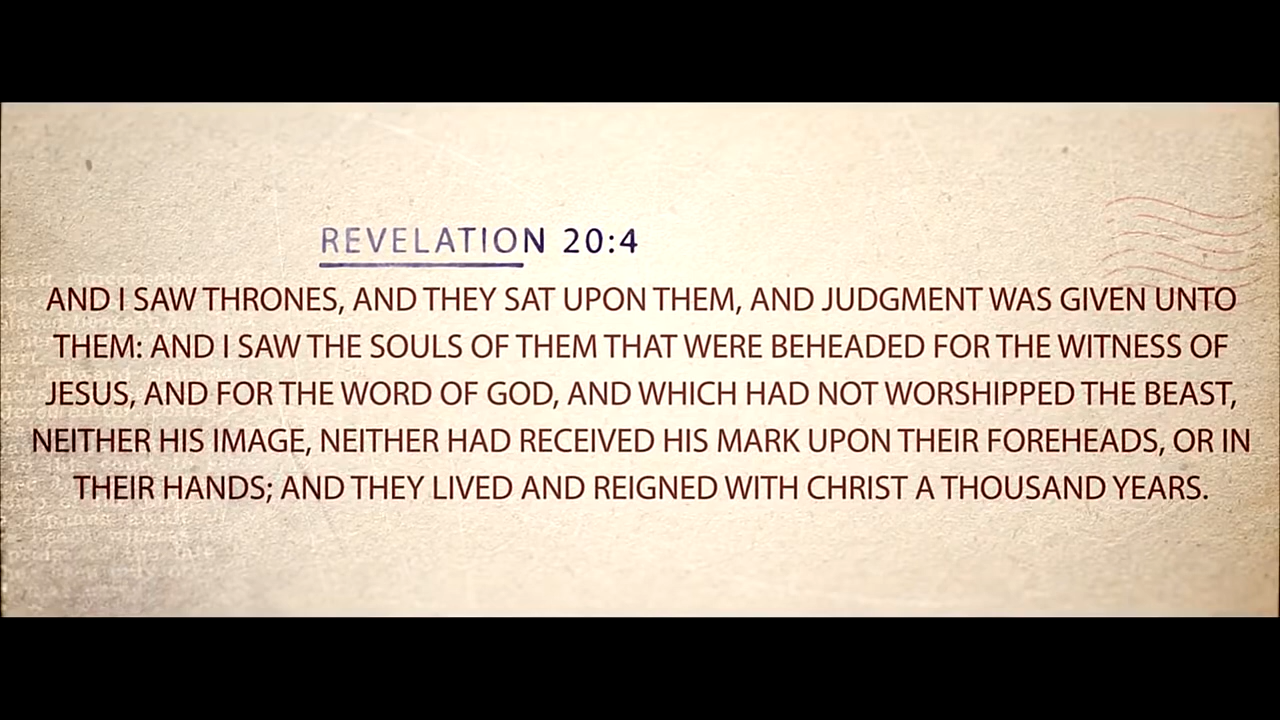 REVELATION 20:4
AND I SAW THRONES, AND THEY SAT UPON THEM, AND JUDGMENT WAS GIVEN UNTO
THEM: AND I SAW THE SOULS OF THEM THAT WERE BEHEADED FOR THE WITNESS OF
JESUS, AND FOR THE WORD OF GOD, AND WHICH HAD NOT WORSHIPPED THE BEAST,
NEITHER HIS IMAGE, NEITHER HAD RECEIVED HIS MARK UPON THEIR FOREHEADS, OR IN
THEIR HANDS; AND THEY LIVED AND REIGNED WITH CHRIST A THOUSAND YEARS.